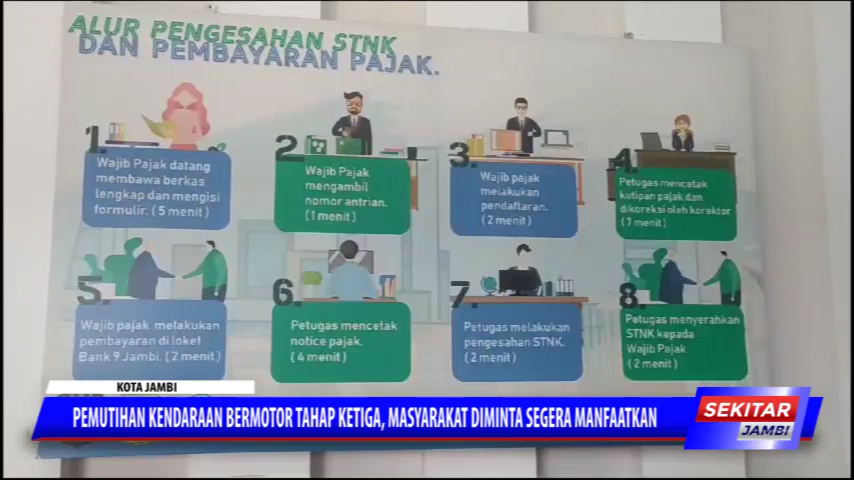 ALUR PENGESAHAN STNK
DAN PEMBAYARAN PAJAK.
1.
Wajib Pajak datang
membawa berkas
lengkap dan mengisi
formulir. (5 menit)
2.
Wajib Pajak
mengambil
nomor antrian.
(1 menit)
3.
Wajib pajak
melakukan
pendaftaran.
(2 menit)
4.
Petugas mencetak
kutipan pajak dan
dikoreksi oleh korektor
(7 menit)
5.
Wajib pajak melakukan
pembayaran di loket
Bank 9 Jambi. (2 menit)
6.
Petugas mencetak
notice pajak.
(4 menit)
7.
Petugas melakukan
pengesahan STNK.
(2 menit)
8.
Petugas menyerahkan
STNK kepada
Wajib Pajak
(2 menit)
KOTA JAMBI
PEMUTIHAN KENDARAAN BERMOTOR TAHAP KETIGA, MASYARAKAT DIMINTA SEGERA MANFAATKAN
SEKITAR
JAMBI